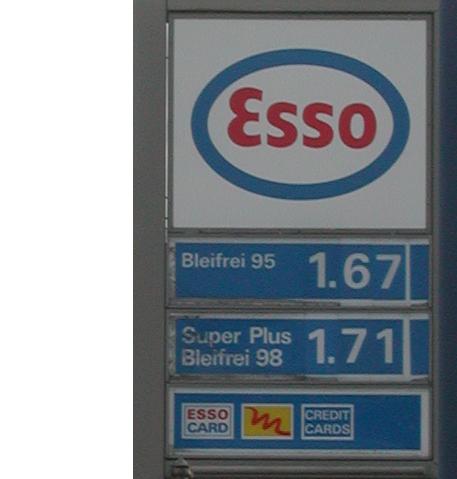 Esso
Bleifrei 95 1.67
Super Plus
Bleifrei 98 1.71
ESSO
CARD
CREDIT
CARDS